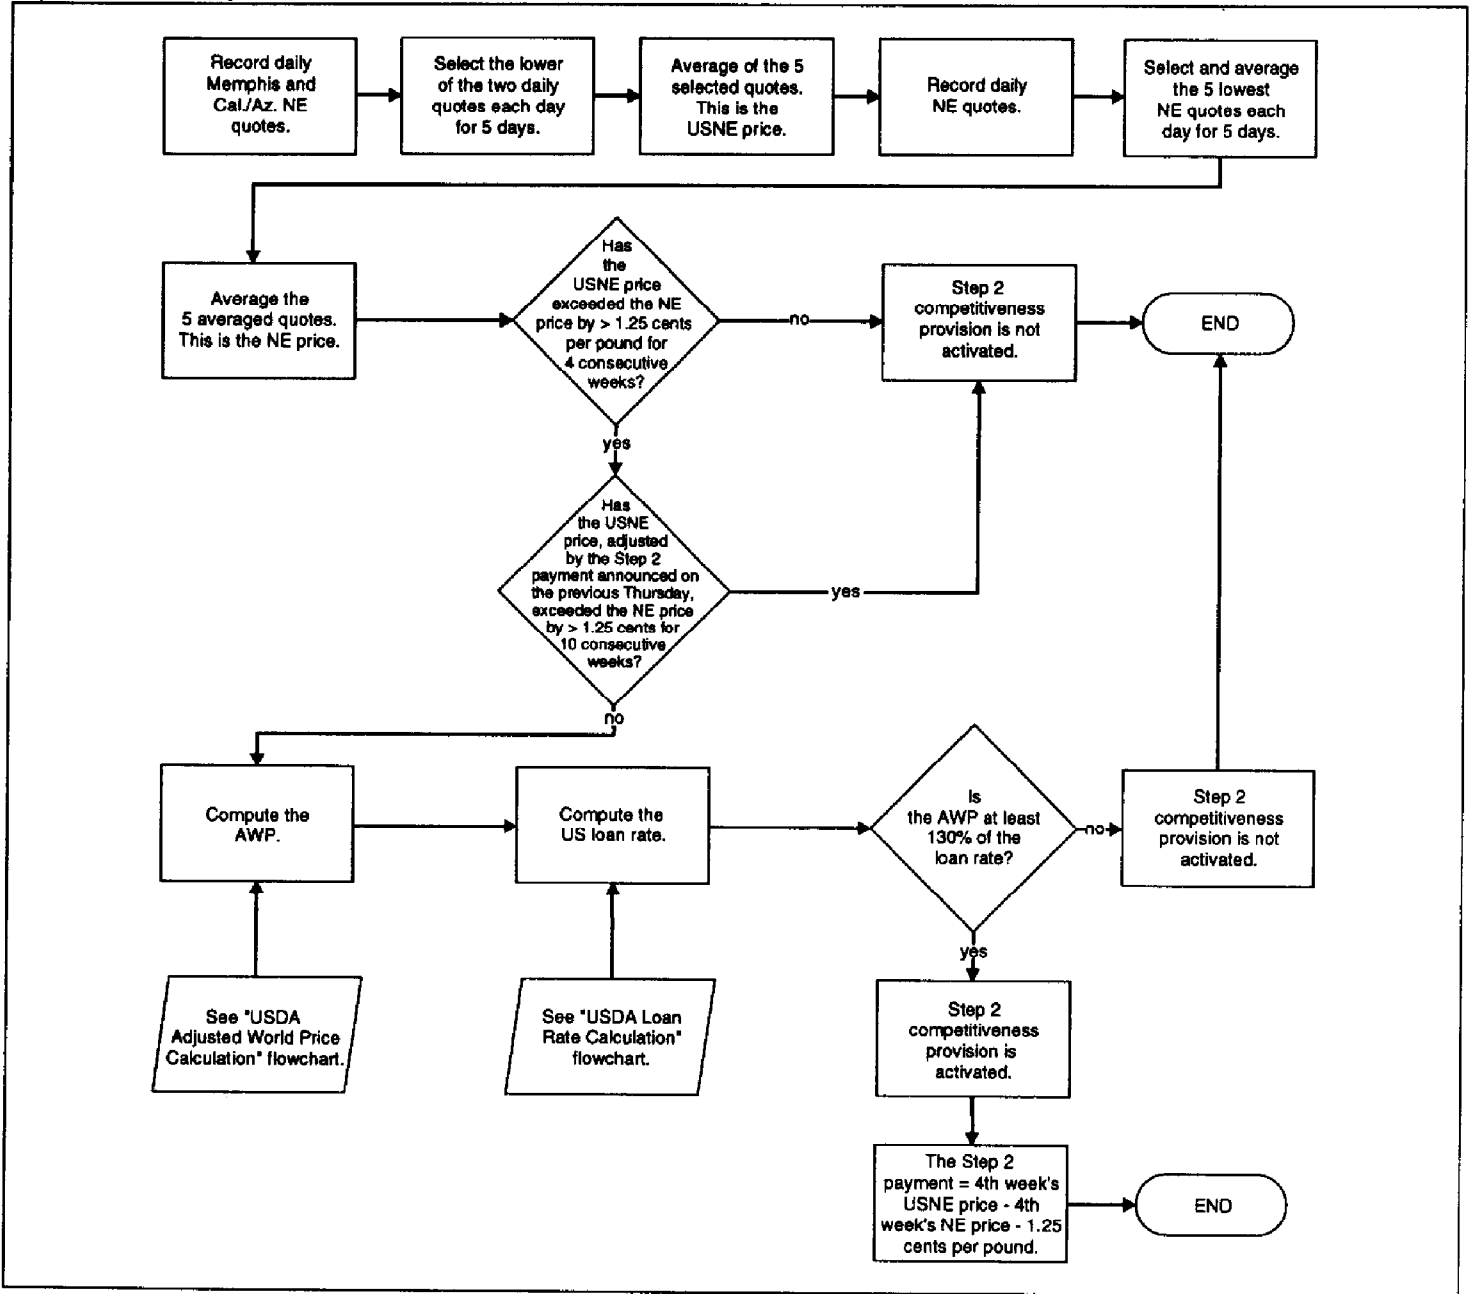 Record daily
Memphis and
Cal./Az. NE
quotes.
Select the lower
of the two daily
quotes each day
for 5 days.
Average of the 5
selected quotes.
This is the
USNE price.
Record daily
NE quotes.
Select and average
the 5 lowest
NE quotes each
day for 5 days.
Average the
5 averaged quotes.
This is the NE price.
Has
the
USNE price
exceeded the NE
price by > 1.25 cents
per pound for
4 consecutive
weeks?
no
Step 2
competitiveness
provision is not
activated.
END
yes
Has
the USNE
price, adjusted
by the Step 2
payment announced on
the previous Thursday,
exceeded the NE price
by > 1.25 cents for
10 consecutive
weeks?
yes
no
Compute the
AWP.
Compute the
US loan rate.
Is
the AWP at least
130% of the
loan rate?
no
Step 2
competitiveness
provision is not
activated.
yes
See "USDA
Adjusted World Price
Calculation" flowchart.
See "USDA Loan
Rate Calculation"
flowchart.
Step 2
competitiveness
provision is
activated.
The Step 2
payment = 4th week's
USNE price - 4th
week's NE price - 1.25
cents per pound.
END